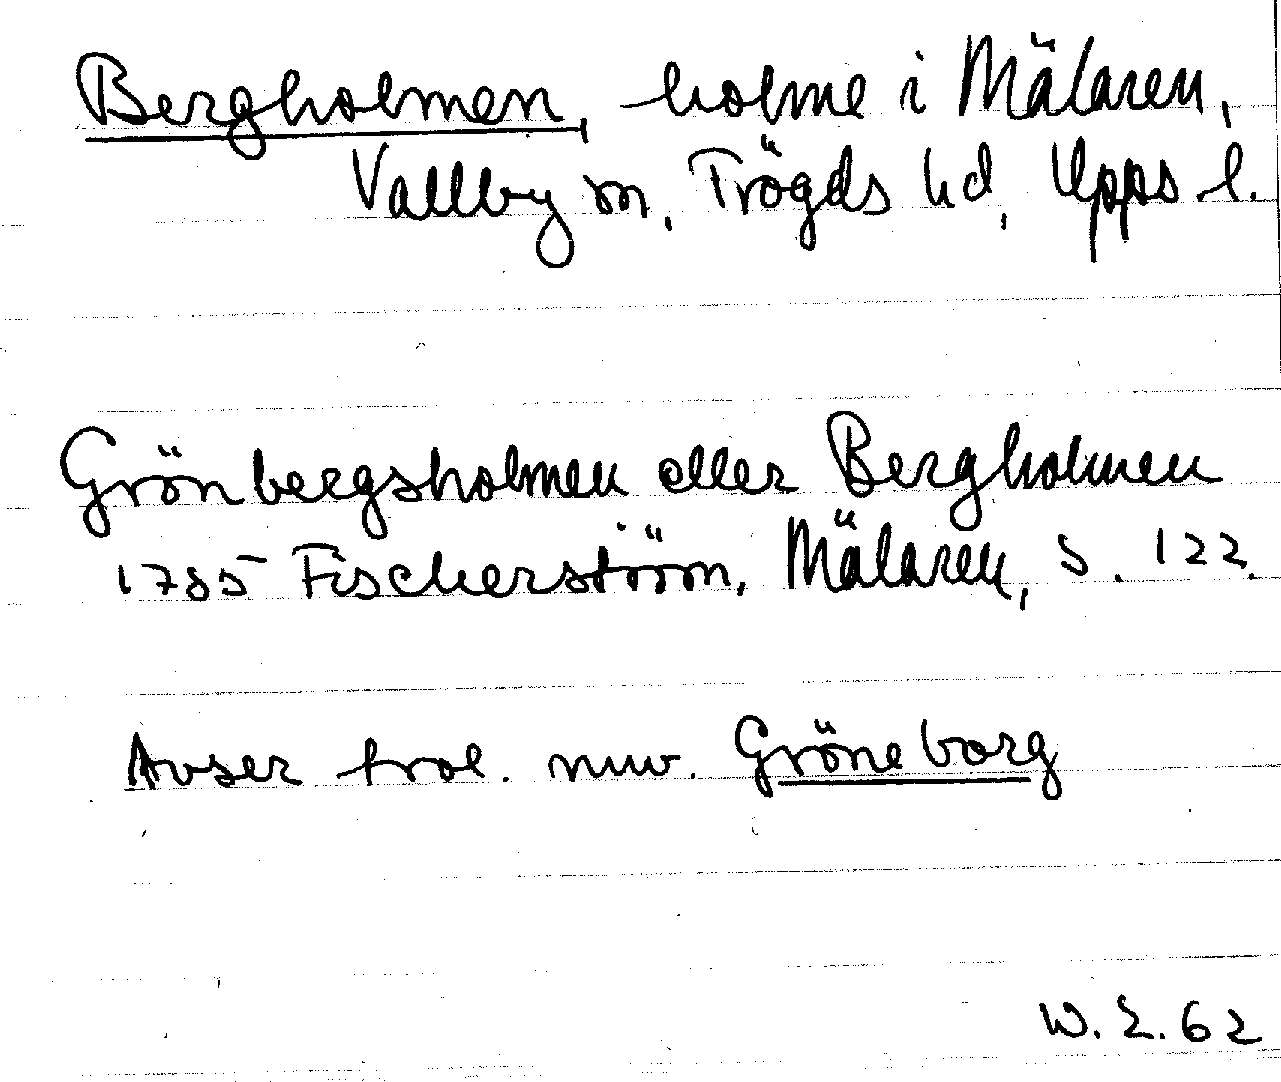 Bergholmen, holme i Mälaren,
Vallby sn, Trögds hd, Upps l.
Grönbergsholmen eller Bergholmen
1785 Fischerström, Mälaren, s. 122.
Avser trol. nuv. Gröneborg
W. E. 62